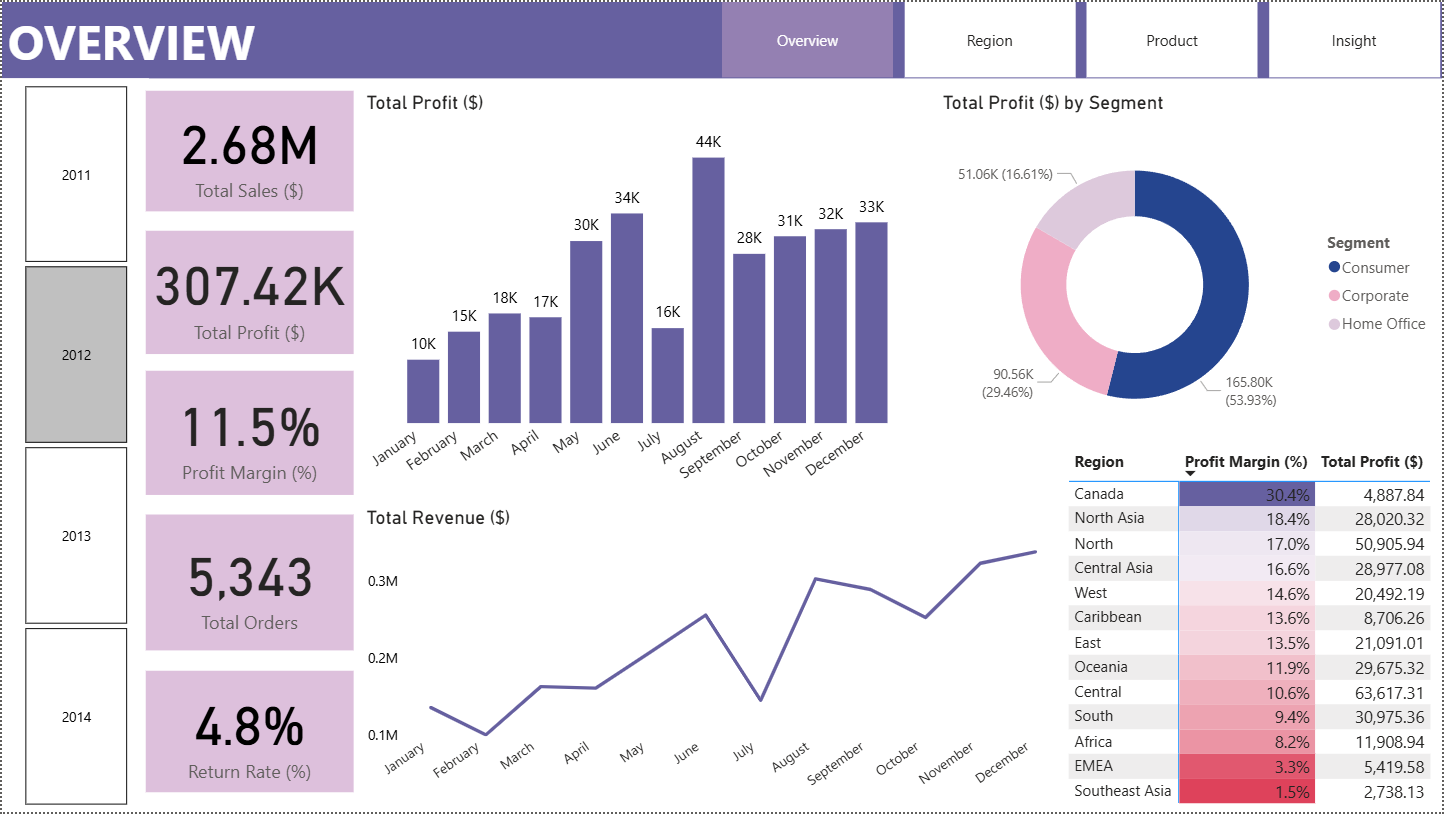 OVERVIEW
Overview
Region
Product
Insight
2011
2012
2013
2014
2.68M
Total Sales ($)
307.42K
Total Profit ($)
11.5%
Profit Margin (%)
5,343
Total Orders
4.8%
Return Rate (%)
Total Profit ($)
10K
15K
18K
17K
30K
34K
16K
44K
28K
31K
32K
33K
January
February
March
April
May
June
July
August
September
October
November
December
Total Revenue ($)
0.3M
0.2M
0.1M
January
February
March
April
May
June
July
August
September
October
November
December
Total Profit ($) by Segment
51.06K (16.61%)
90.56K
(29.46%)
165.80K
(53.93%)
Segment
Consumer
Corporate
Home Office
Region Profit Margin (%) Total Profit ($)
Canada 30.4% 4,887.84
North Asia 18.4% 28,020.32
North 17.0% 50,905.94
Central Asia 16.6% 28,977.08
West 14.6% 20,492.19
Caribbean 13.6% 8,706.26
East 13.5% 21,091.01
Oceania 11.9% 29,675.32
Central 10.6% 63,617.31
South 9.4% 30,975.36
Africa 8.2% 11,908.94
EMEA 3.3% 5,419.58
Southeast Asia 1.5% 2,738.13